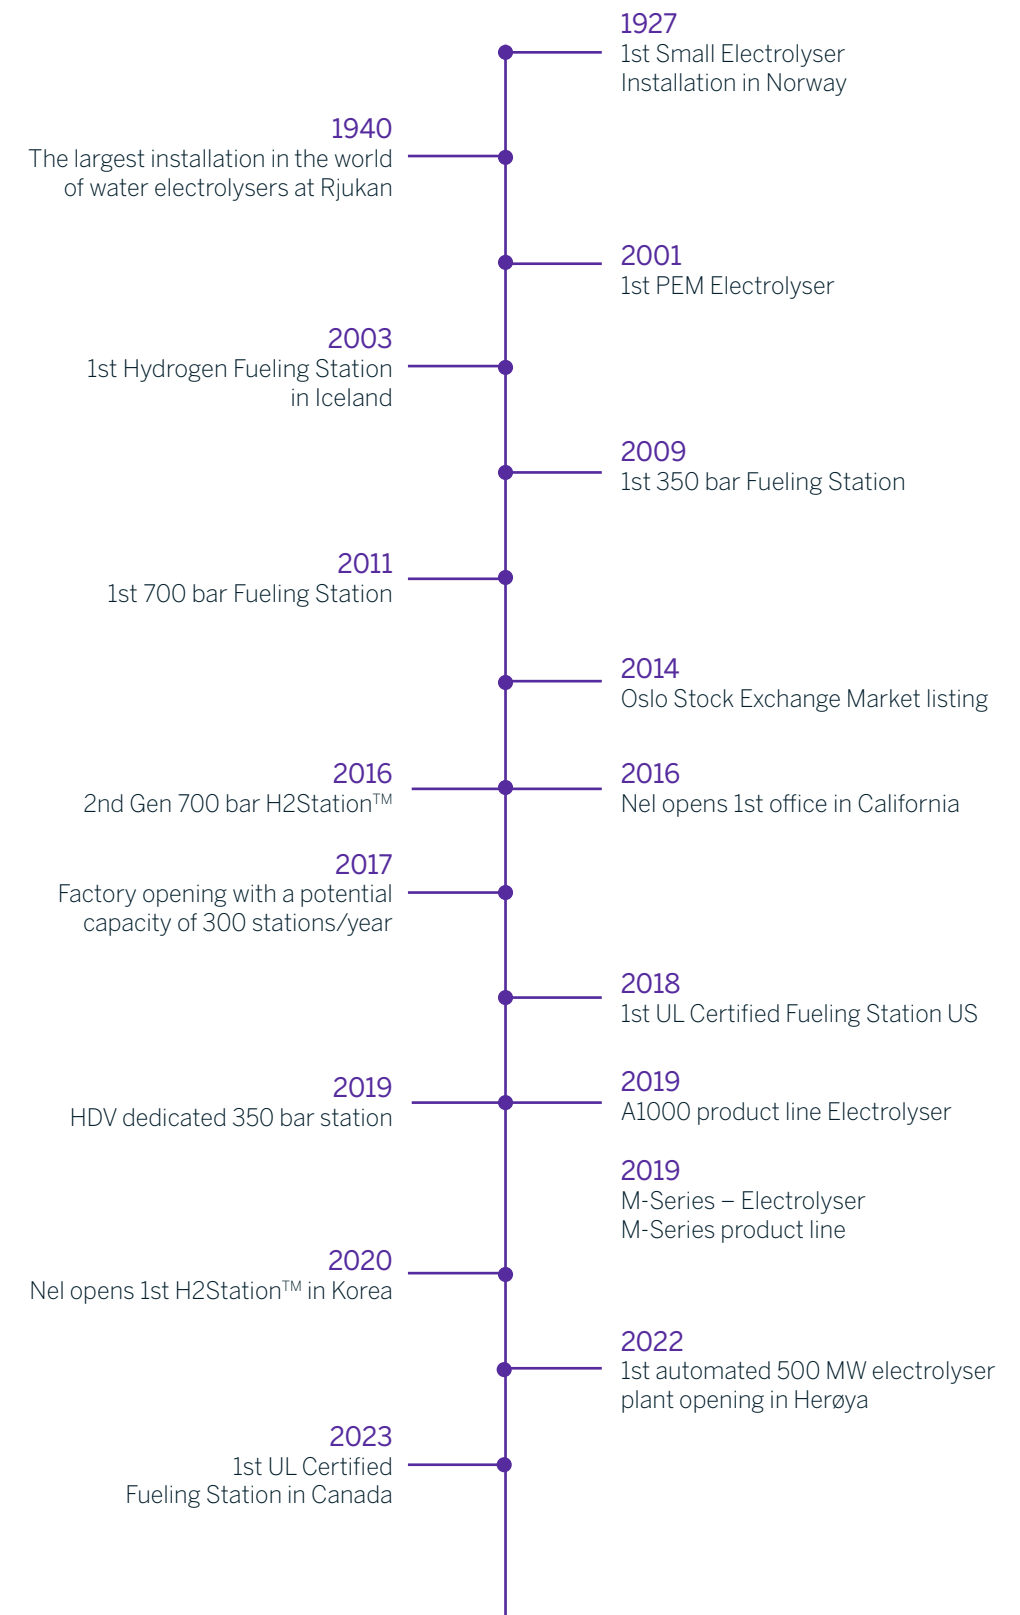 1927
1st Small Electrolyser
Installation in Norway
1940
The largest installation in the world
of water electrolysers at Rjukan
2001
1st PEM Electrolyser
2003
1st Hydrogen Fueling Station
in Iceland
2009
1st 350 bar Fueling Station
2011
1st 700 bar Fueling Station
2014
Oslo Stock Exchange Market listing
2016
2nd Gen 700 bar H2Station™
2016
Nel opens 1st office in California
2017
Factory opening with a potential
capacity of 300 stations/year
2018
1st UL Certified Fueling Station US
2019
HDV dedicated 350 bar station
2019
A1000 product line Electrolyser
2019
M-Series – Electrolyser
M-Series product line
2020
Nel opens 1st H2Station™ in Korea
2022
1st automated 500 MW electrolyser
plant opening in Herøya
2023
1st UL Certified
Fueling Station in Canada